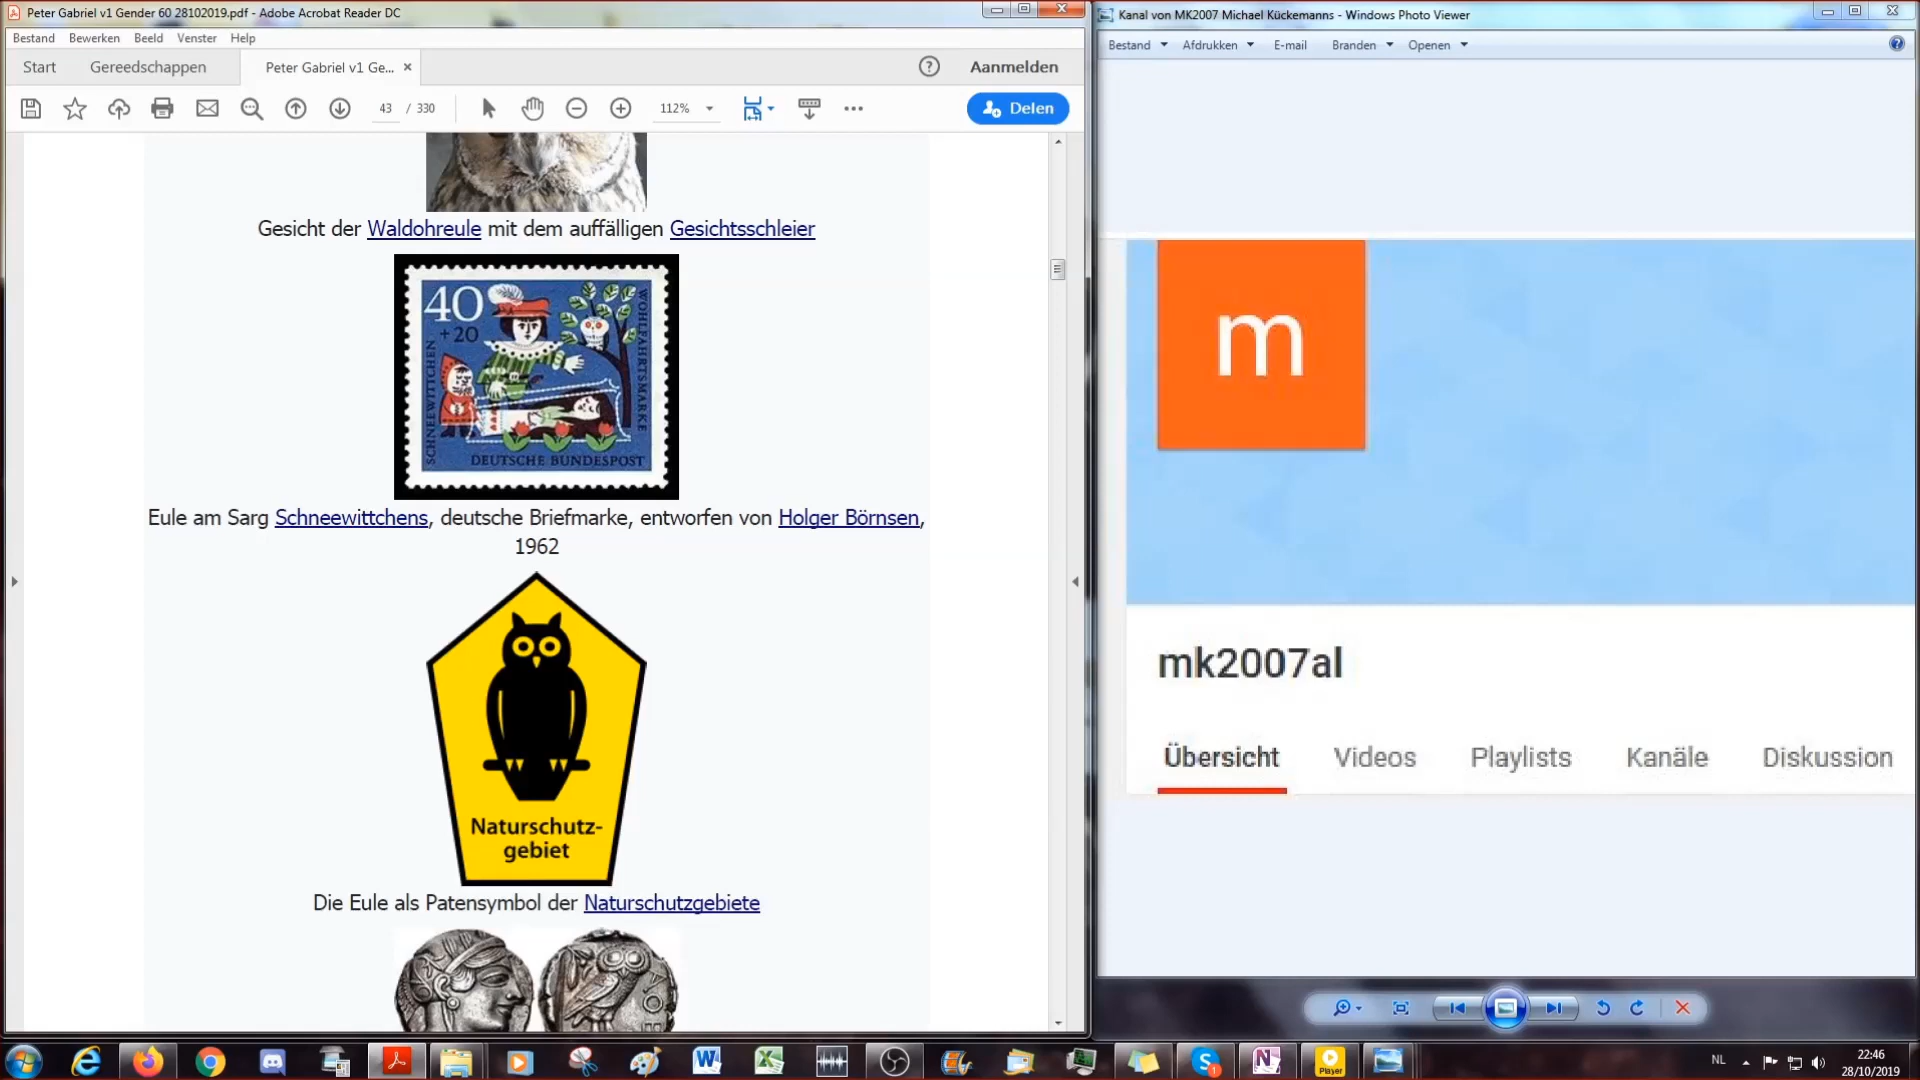 Peter Gabriel v1 Gender 60 28102019.pdf - Adobe Acrobat Reader DC
Bestand Bewerken Beeld Venster Help
Start Gereedschappen Peter Gabriel v1 Ge... Aanmelden
43 / 330 112% Delen
Gesicht der Waldohreule mit dem auffälligen Gesichtsschleier
40
+20
SCHNEEWITTCHEN
WOHLFAHRTSMARKE
DEUTSCHE BUNDESPOST
Eule am Sarg Schneewittchens, deutsche Briefmarke, entworfen von Holger Börnsen,
1962
Naturschutz-
gebiet
Die Eule als Patensymbol der Naturschutzgebiete
Kanal von MK2007 Michael Kückemanns - Windows Photo Viewer
Bestand Afdrukken E-mail Branden Openen
m
mk2007al
Übersicht Videos Playlists Kanäle Diskussion
Player
NL
22:46
28/10/2019